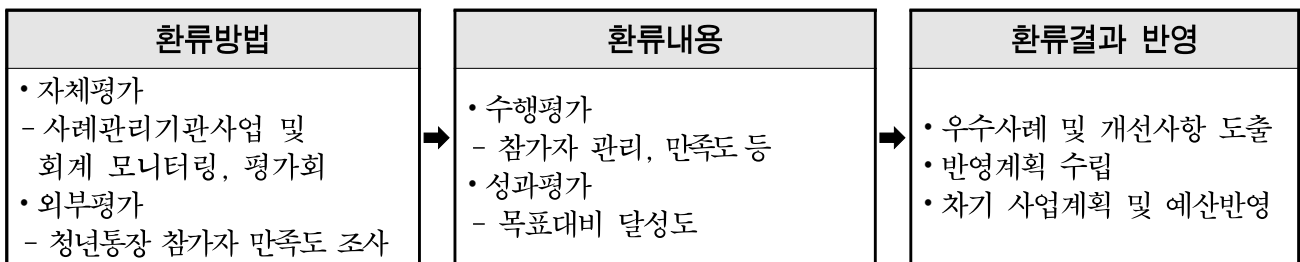 환류방법
• 자체평가
- 사례관리기관사업 및
회계 모니터링, 평가회
• 외부평가
- 청년통장 참가자 만족도 조사
환류내용
• 수행평가
- 참가자 관리, 만족도 등
• 성과평가
- 목표대비 달성도
환류결과 반영
• 우수사례 및 개선사항 도출
• 반영계획 수립
• 차기 사업계획 및 예산반영